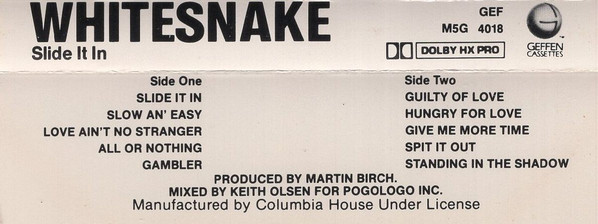 WHITESNAKE
Slide It In
GEF
M5G 4018
DOLBY HX PRO
GEFFEN
CASSETTES
Side One
SLIDE IT IN
SLOW AN' EASY
LOVE AIN'T NO STRANGER
ALL OR NOTHING
GAMBLER
Side Two
GUILTY OF LOVE
HUNGRY FOR LOVE
GIVE ME MORE TIME
SPIT IT OUT
STANDING IN THE SHADOW
PRODUCED BY MARTIN BIRCH.
MIXED BY KEITH OLSEN FOR POGOLOGO INC.
Manufactured by Columbia House Under License